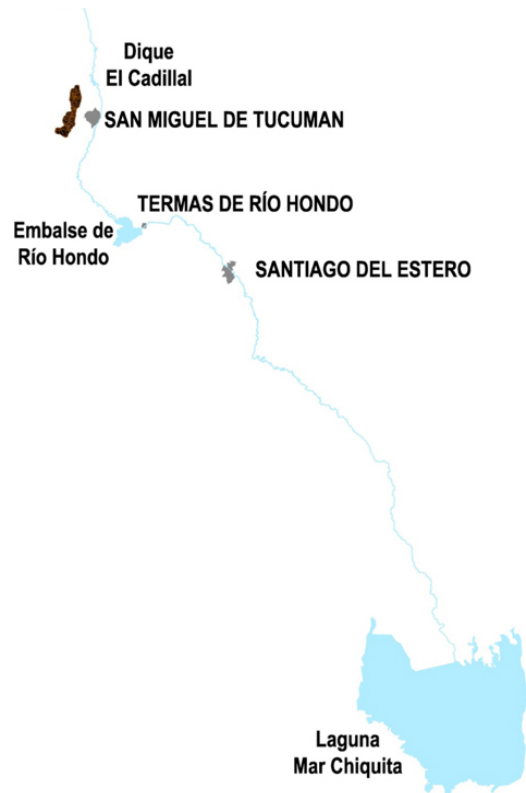 Dique
El Cadillal
SAN MIGUEL DE TUCUMAN
TERMAS DE RÍO HONDO
Embalse de
Río Hondo
SANTIAGO DEL ESTERO
Laguna
Mar Chiquita